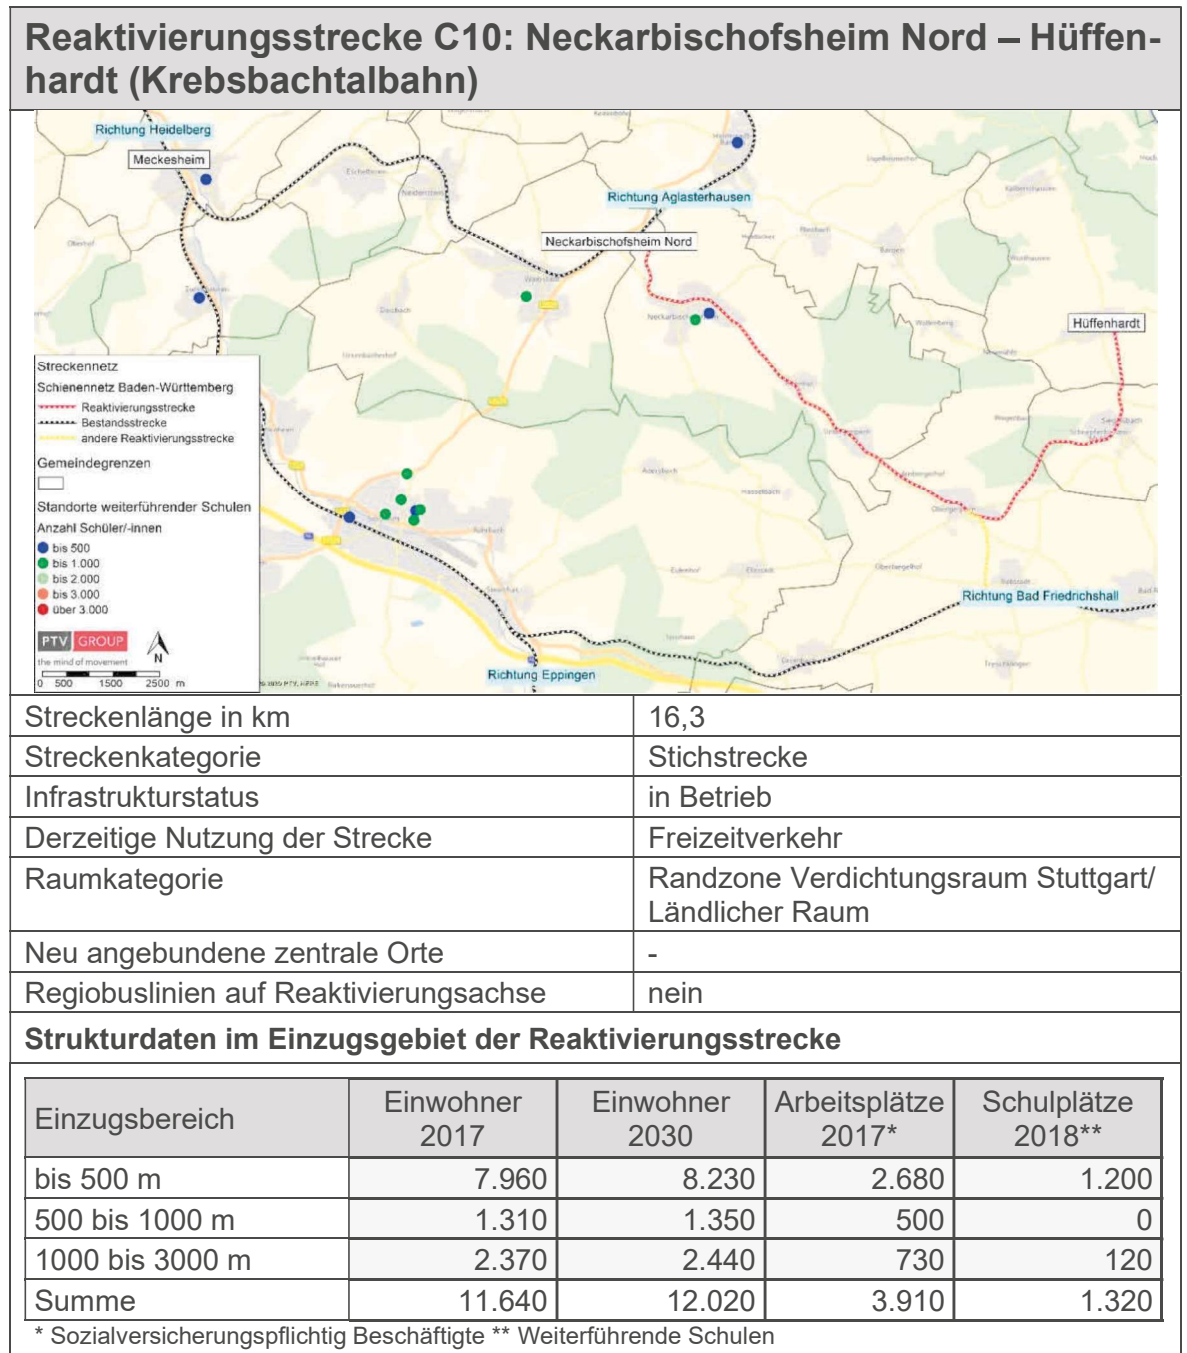 Reaktivierungsstrecke C10: Neckarbischofsheim Nord – Hüffen-
hardt (Krebsbachtalbahn)
Richtung Heidelberg
Meckesheim
Richtung Aglasterhausen
Neckarbischofsheim Nord
Hüffenhardt
Streckennetz
Schienennetz Baden-Württemberg
Reaktivierungsstrecke
Bestandsstrecke
andere Reaktivierungsstrecke
Gemeindegrenzen
Standorte weiterführender Schulen
Anzahl Schüler/-innen
bis 500
bis 1.000
bis 2.000
bis 3.000
über 3.000
PTV GROUP
the mind of movement
N
0 500 1500 2500 m
Richtung Bad Friedrichshall
Richtung Eppingen
Streckenlänge in km 16,3
Streckenkategorie Stichstrecke
Infrastrukturstatus in Betrieb
Derzeitige Nutzung der Strecke Freizeitverkehr
Raumkategorie Randzone Verdichtungsraum Stuttgart/
Ländlicher Raum
Neu angebundene zentrale Orte -
Regiobuslinien auf Reaktivierungsachse nein
Strukturdaten im Einzugsgebiet der Reaktivierungsstrecke
Einzugsbereich Einwohner 2017 Einwohner 2030 Arbeitsplätze 2017* Schulplätze 2018**
bis 500 m 7.960 8.230 2.680 1.200
500 bis 1000 m 1.310 1.350 500 0
1000 bis 3000 m 2.370 2.440 730 120
Summe 11.640 12.020 3.910 1.320
* Sozialversicherungspflichtig Beschäftigte ** Weiterführende Schulen